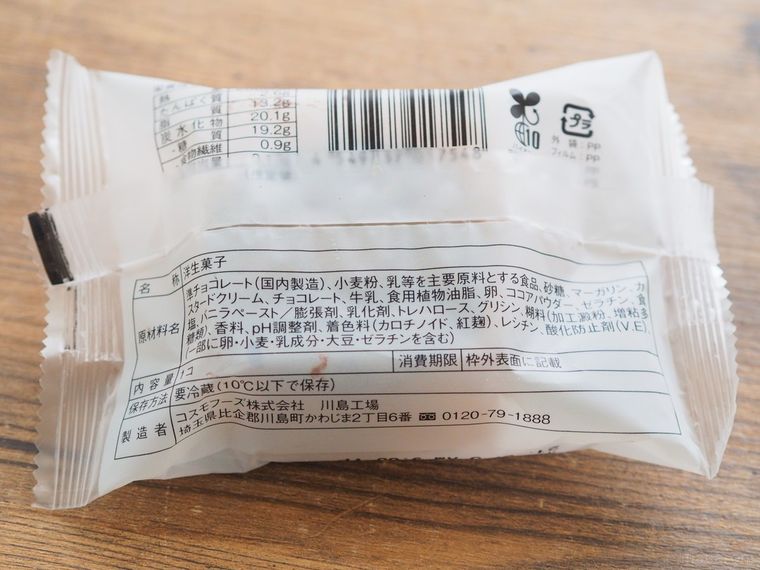 たんぱく質
13.2g
20.1g
炭水化物
19.2g
糖質
0.9g
食物繊維
プラ
外袋:PP
フィルム:PP
10
名称 洋生菓子
原材料名 準チョコレート(国内製造)、小麦粉、乳等を主要原料とする食品、砂糖、マーガリン、カ
スタードクリーム、チョコレート、牛乳、食用植物油脂、卵、ココアパウダー、ゼラチン、食
塩、バニラペースト/膨張剤、乳化剤、トレハロース、グリシン、糊料(加工澱粉、増粘多
糖類)、香料、pH調整剤、着色料(カロチノイド、紅麹)、レシチン、酸化防止剤(V.E)、
(一部に卵・小麦・乳成分・大豆・ゼラチンを含む)
内容量 1コ 消費期限 枠外表面に記載
保存方法 要冷蔵(10℃以下で保存)
製造者 コスモフーズ株式会社 川島工場
埼玉県比企郡川島町かわじま2丁目6番 0120-79-1888